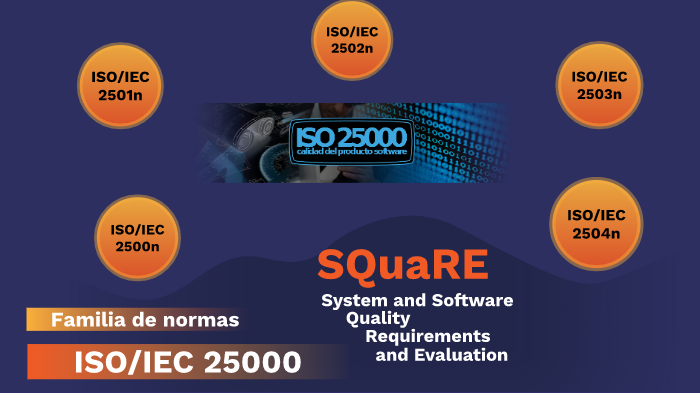 ISO/IEC
2502n
ISO/IEC
2501n
ISO/IEC
2503n
ISO 25000
calidad del producto software
ISO/IEC
2500n
ISO/IEC
2504n
SQuaRE
System and Software
Quality
Requirements
and Evaluation
Familia de normas
ISO/IEC 25000